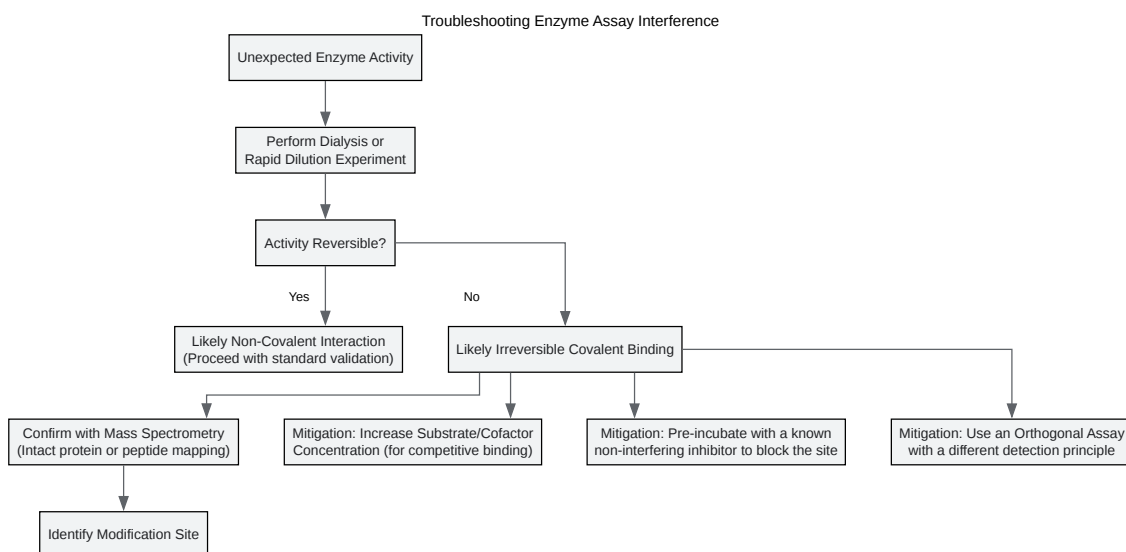 Troubleshooting Enzyme Assay Interference
Unexpected Enzyme Activity
Perform Dialysis or
Rapid Dilution Experiment
Activity Reversible?
Yes
No
Likely Non-Covalent Interaction
(Proceed with standard validation)
Likely Irreversible Covalent Binding
Confirm with Mass Spectrometry
(Intact protein or peptide mapping)
Mitigation: Increase Substrate/Cofactor
Concentration (for competitive binding)
Mitigation: Pre-incubate with a known
non-interfering inhibitor to block the site
Mitigation: Use an Orthogonal Assay
with a different detection principle
Identify Modification Site